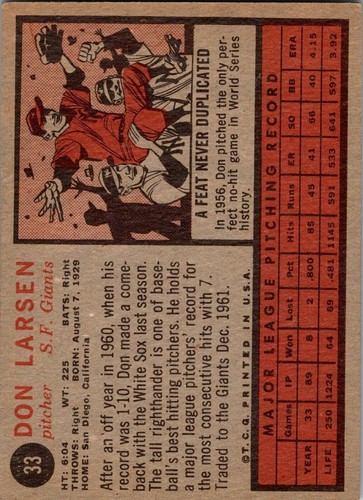 33
DON LARSEN
pitcher S.F. Giants
HT: 6:04 WT: 225 BATS: Right
THROWS: Right BORN: August 7, 1929
HOME: San Diego, California
After an off year in 1960, when his
record was 1-10, Don made a come-
back with the White Sox last season.
The tall righthander is one of base-
ball's best hitting pitchers. He holds
a major league pitchers' record for
the most consecutive hits with 7.
Traded to the Giants Dec. 1961.
A FEAT NEVER DUPLICATED
In 1956, Don pitched the only per-
fect no-hit game in World Series
history.
© T.C.G. PRINTED IN U.S.A.
MAJOR LEAGUE PITCHING RECORD
Games IP Won Lost Pct Hits Runs ER SO BB ERA
YEAR 33 89 8 2 .800 85 45 41 66 40 4.15
LIFE 250 1224 64 69 .481 1145 591 533 641 597 3.92